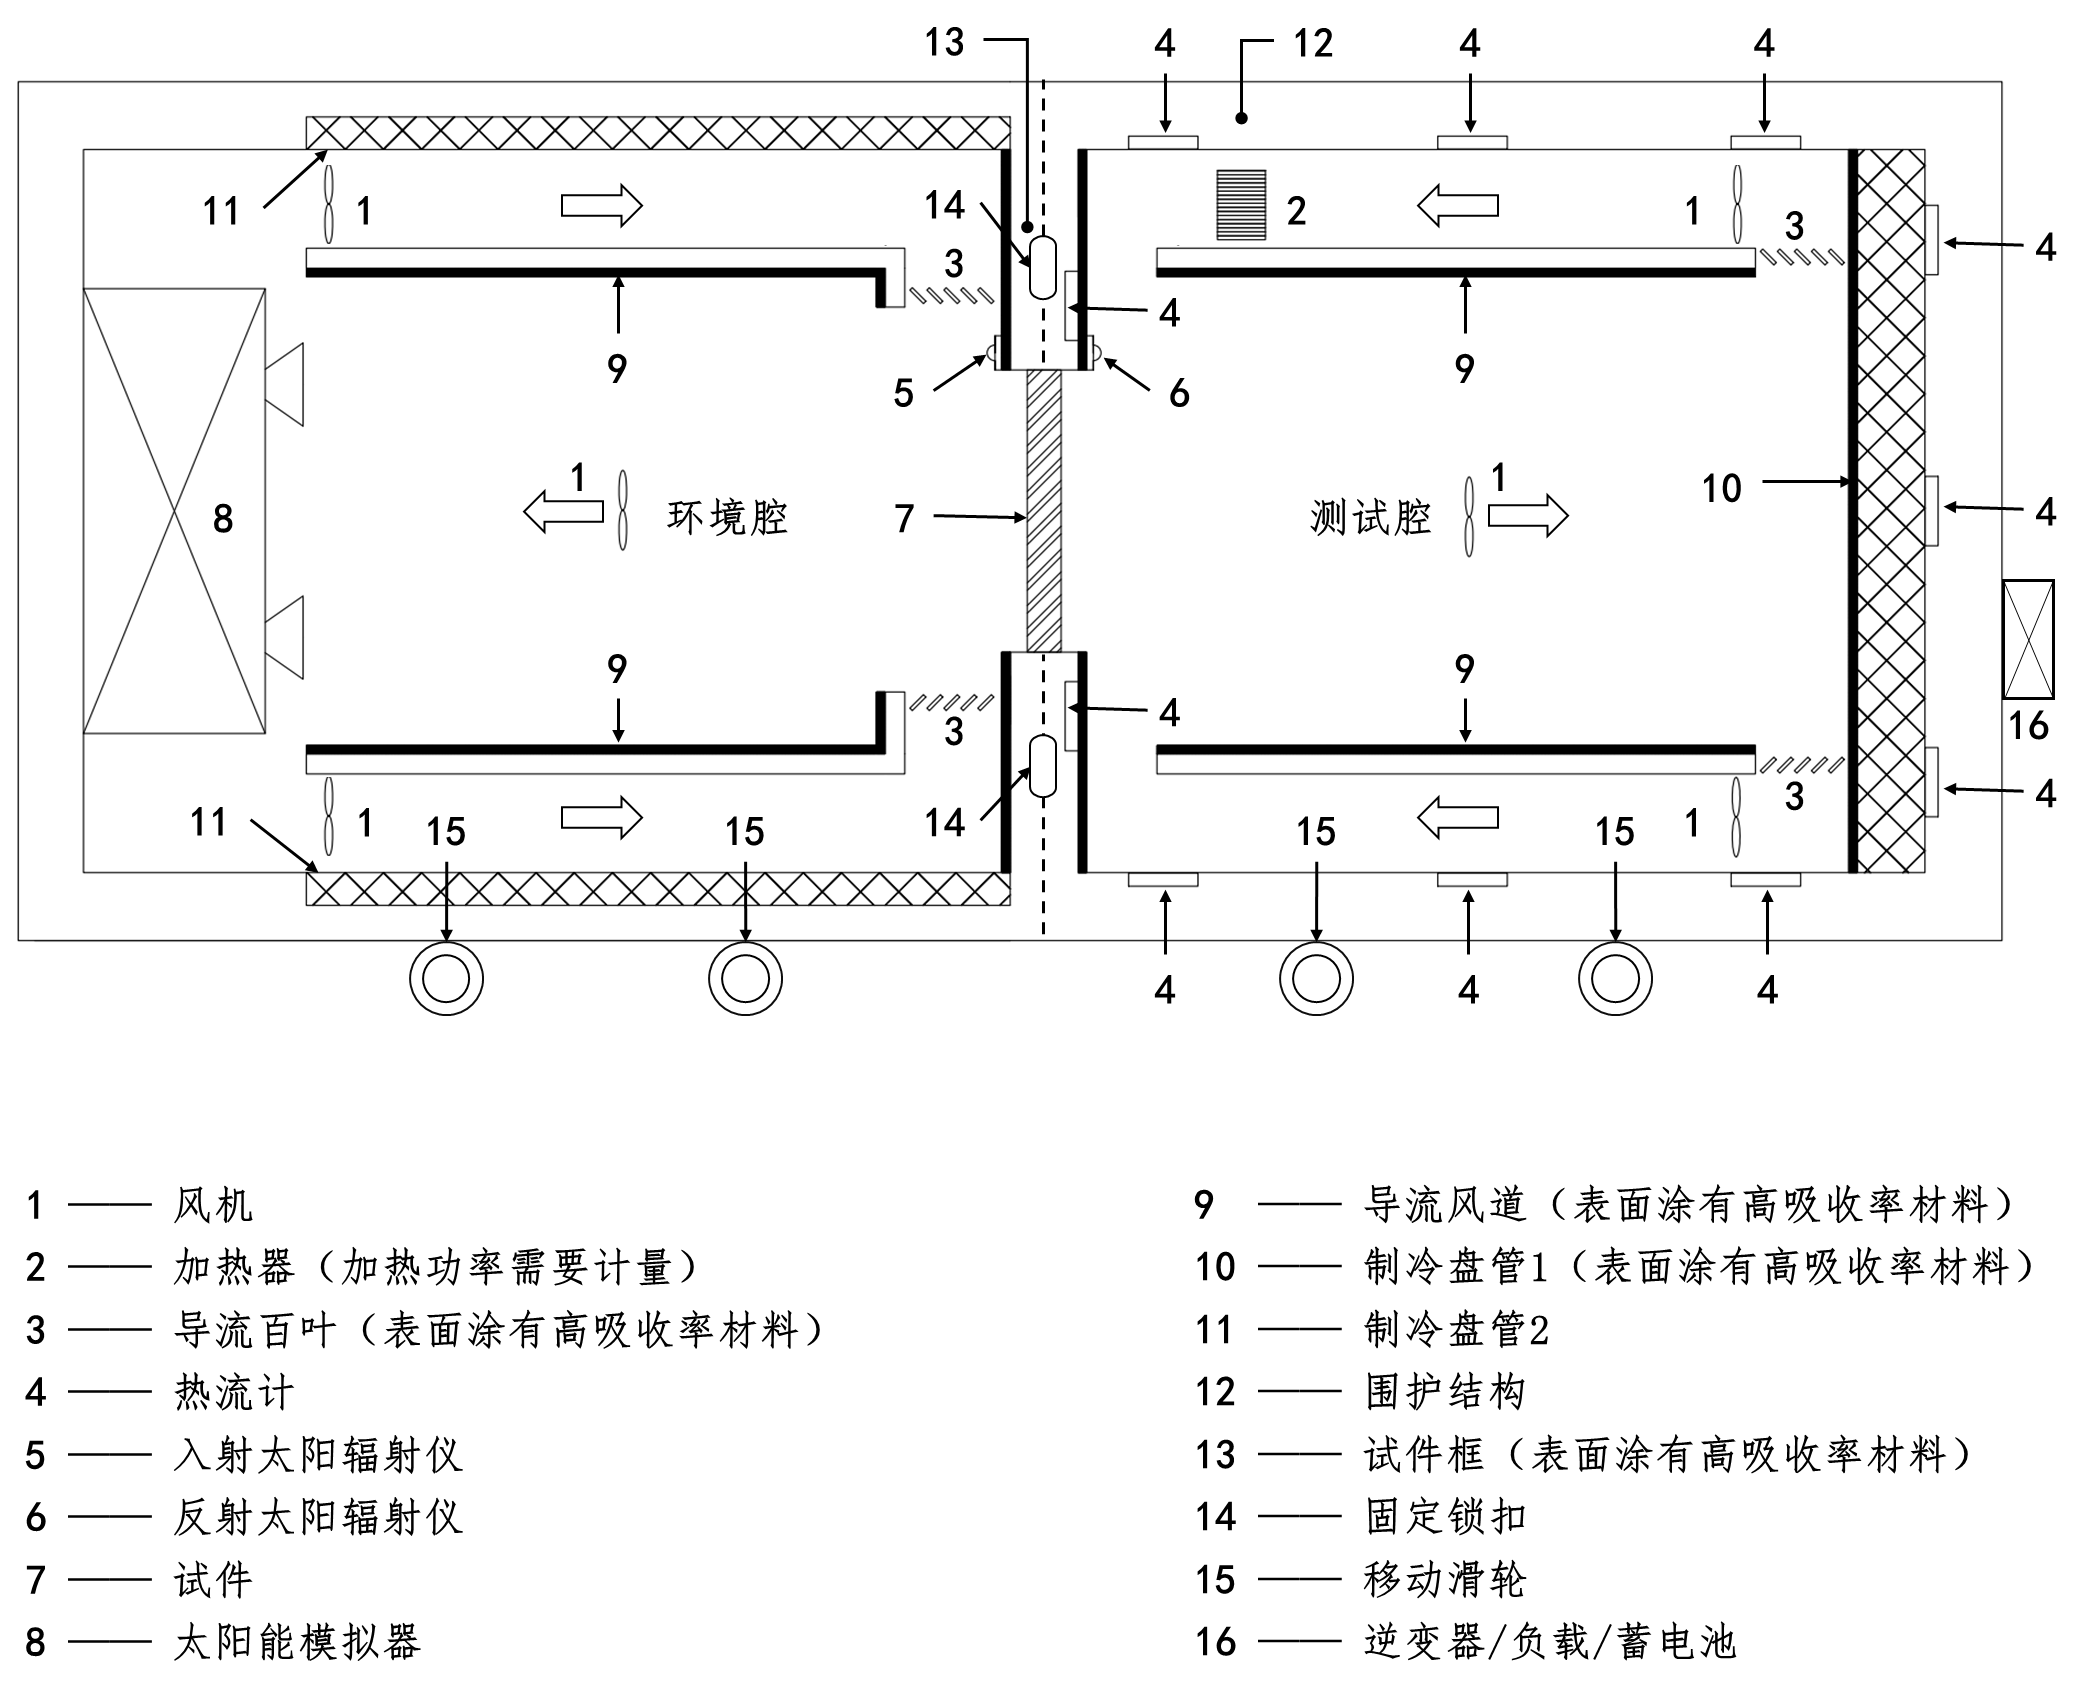 13 4 12 4 4
11 1 14 2 1 3 4
3
4
9 9
5 6
1 1
8 环境腔 7 测试腔 10 4
9 9
4 16
3
11 1 15 15 14 15 15 1 3 4
4 4 4
1 —— 风机
2 —— 加热器（加热功率需要计量）
3 —— 导流百叶（表面涂有高吸收率材料）
4 —— 热流计
5 —— 入射太阳辐射仪
6 —— 反射太阳辐射仪
7 —— 试件
8 —— 太阳能模拟器
9 —— 导流风道（表面涂有高吸收率材料）
10 —— 制冷盘管1（表面涂有高吸收率材料）
11 —— 制冷盘管2
12 —— 围护结构
13 —— 试件框（表面涂有高吸收率材料）
14 —— 固定锁扣
15 —— 移动滑轮
16 —— 逆变器/负载/蓄电池